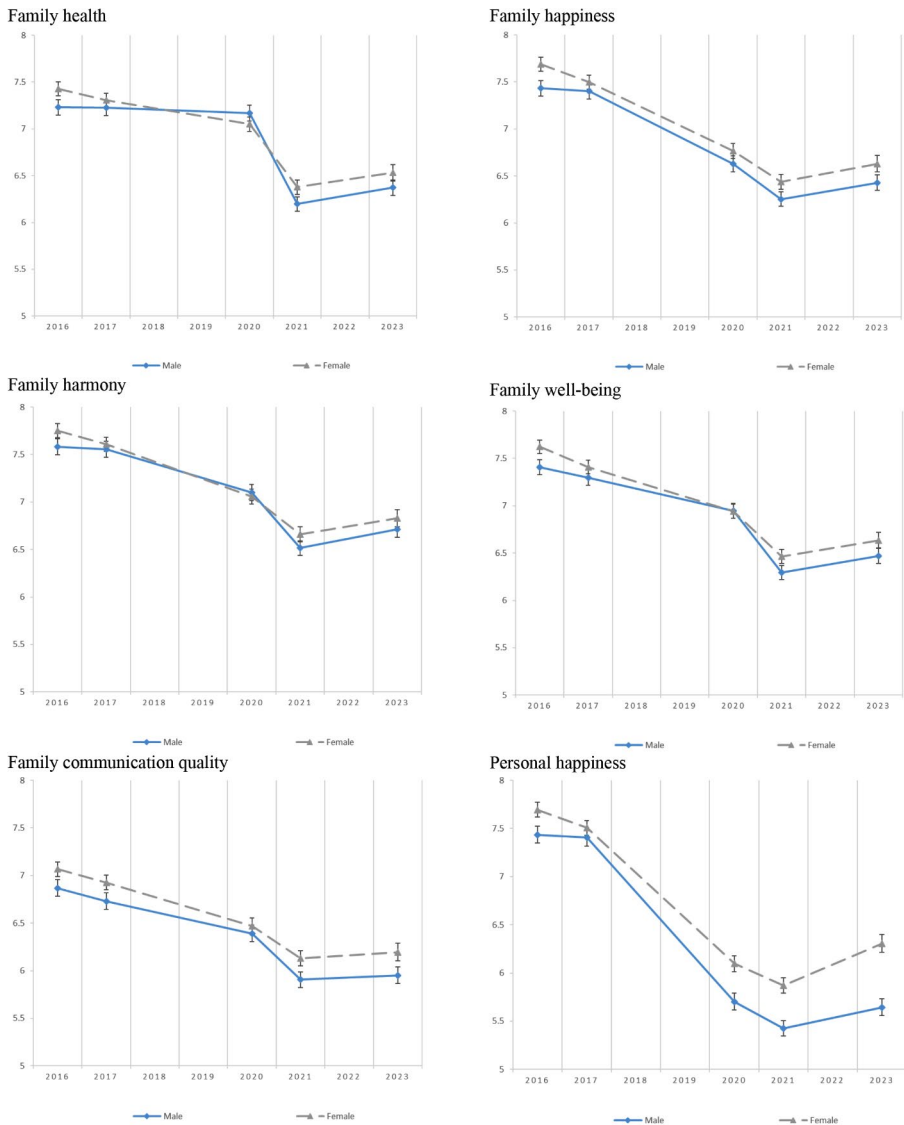 Family health
8
7.5
7
6.5
6
5.5
5
2016 2017 2018 2019 2020 2021 2022 2023
Male Female
Family happiness
8
7.5
7
6.5
6
5.5
5
2016 2017 2018 2019 2020 2021 2022 2023
Male Female
Family harmony
8
7.5
7
6.5
6
5.5
5
2016 2017 2018 2019 2020 2021 2022 2023
Male Female
Family well-being
8
7.5
7
6.5
6
5.5
5
2016 2017 2018 2019 2020 2021 2022 2023
Male Female
Family communication quality
8
7.5
7
6.5
6
5.5
5
2016 2017 2018 2019 2020 2021 2022 2023
Male Female
Personal happiness
8
7.5
7
6.5
6
5.5
5
2016 2017 2018 2019 2020 2021 2022 2023
Male Female